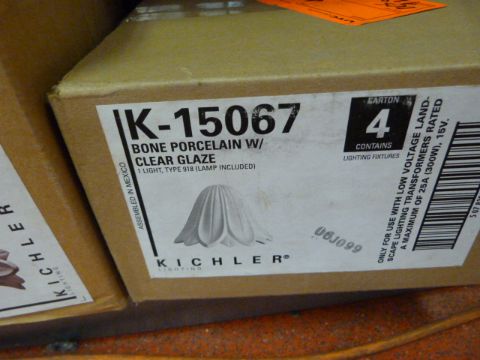 K-15067
BONE PORCELAIN W/
CLEAR GLAZE
1 LIGHT, TYPE 918 (LAMP INCLUDED)
ASSEMBLED IN MEXICO
CARTON
4
CONTAINS
LIGHTING FIXTURES
ONLY FOR USE WITH LOW VOLTAGE LAND-
SCAPE LIGHTING TRANSFORMERS RATED
A MAXIMUM OF 25A (300W), 15V.
06J099
KICHLER®
LIGHTING
KICHLER